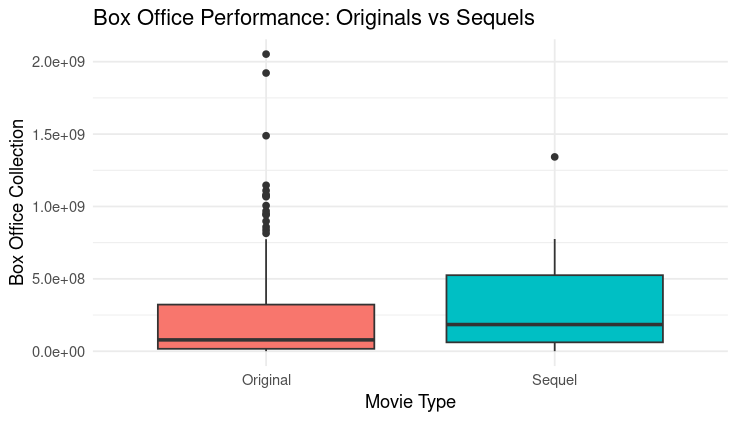 Box Office Performance: Originals vs Sequels
Box Office Collection
2.0e+09
1.5e+09
1.0e+09
5.0e+08
0.0e+00
Original
Sequel
Movie Type